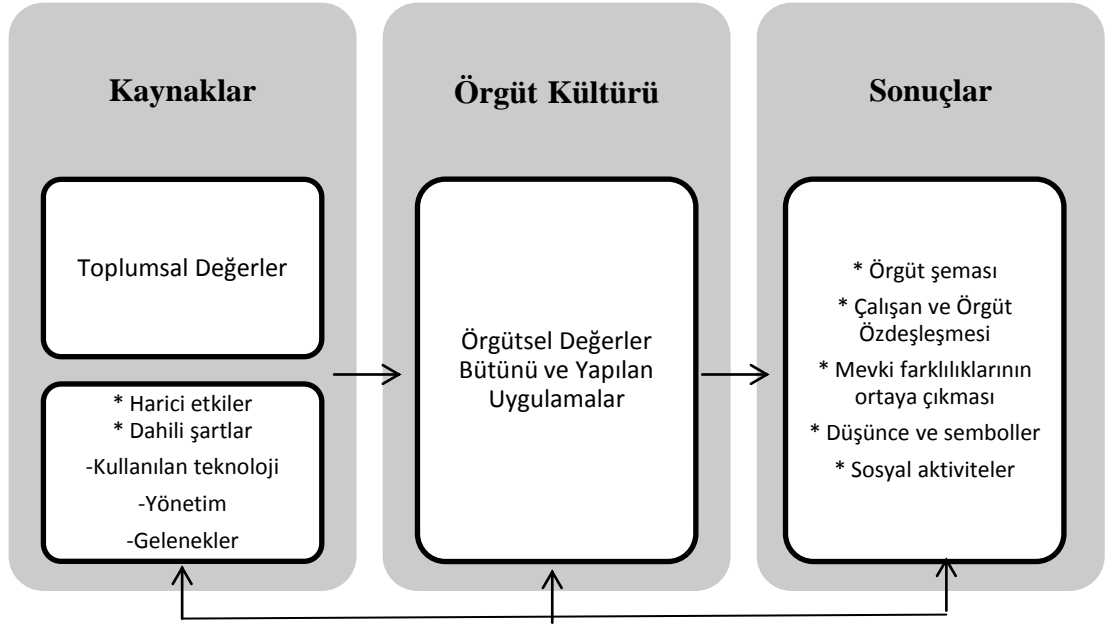 Kaynaklar
Toplumsal Değerler
* Harici etkiler
* Dahili şartlar
-Kullanılan teknoloji
-Yönetim
-Gelenekler
Örgüt Kültürü
Örgütsel Değerler
Bütünü ve Yapılan
Uygulamalar
Sonuçlar
* Örgüt şeması
* Çalışan ve Örgüt
Özdeşleşmesi
* Mevki farklılıklarının
ortaya çıkması
* Düşünce ve semboller
* Sosyal aktiviteler